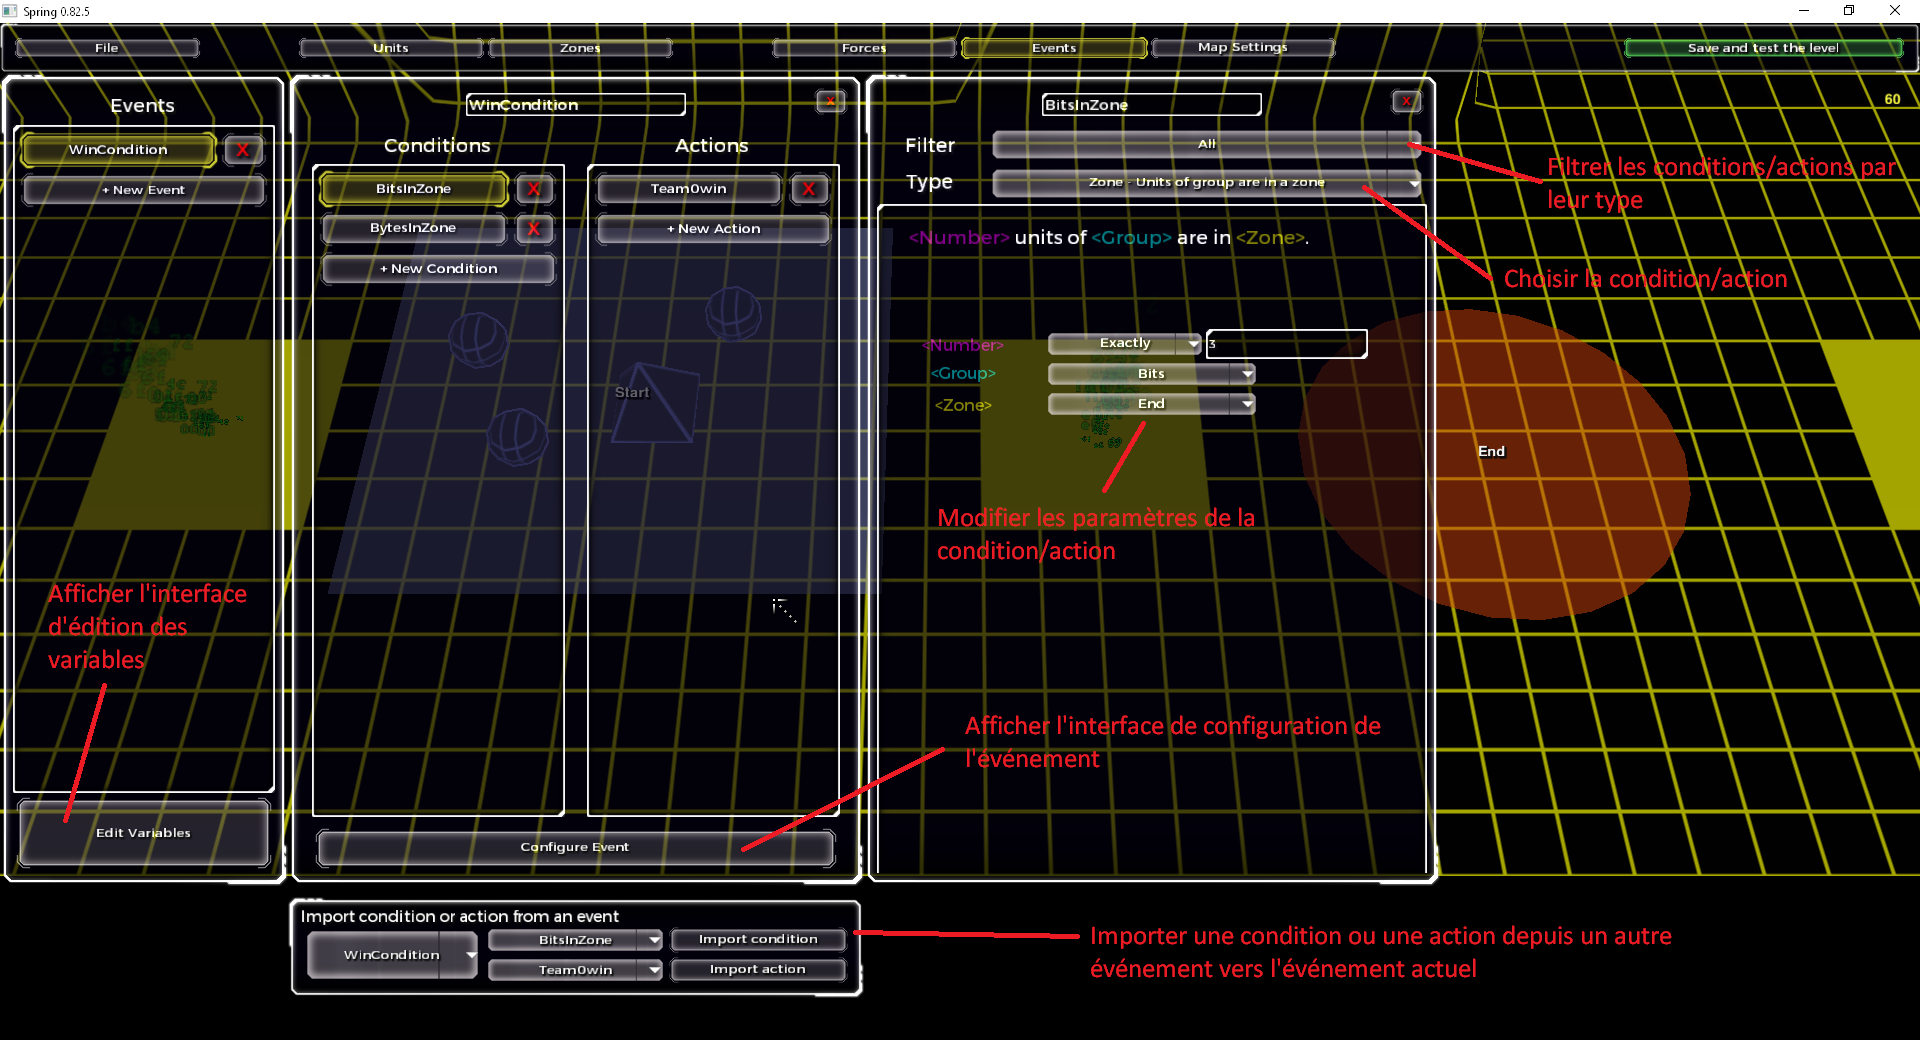 Spring 0.82.5
File
Units
Zones
Forces
Events
Map Settings
Save and test the level
60
Events
WinCondition
X
+ New Event
Afficher l'interface
d'édition des
variables
Edit Variables
WinCondition
x
Conditions
BitsInZone
X
BytesInZone
X
+ New Condition
Actions
Team0win
X
+ New Action
Start
Configure Event
BitsInZone
x
Filter
All
Type
Zone - Units of group are in a zone
<Number> units of <Group> are in <Zone>.
<Number>
Exactly
3
<Group>
Bits
<Zone>
End
Modifier les paramètres de la
condition/action
Afficher l'interface de configuration de
l'événement
Filtrer les conditions/actions par
leur type
Choisir la condition/action
End
Import condition or action from an event
WinCondition
BitsInZone
Import condition
Team0win
Import action
Importer une condition ou une action depuis un autre
événement vers l'événement actuel